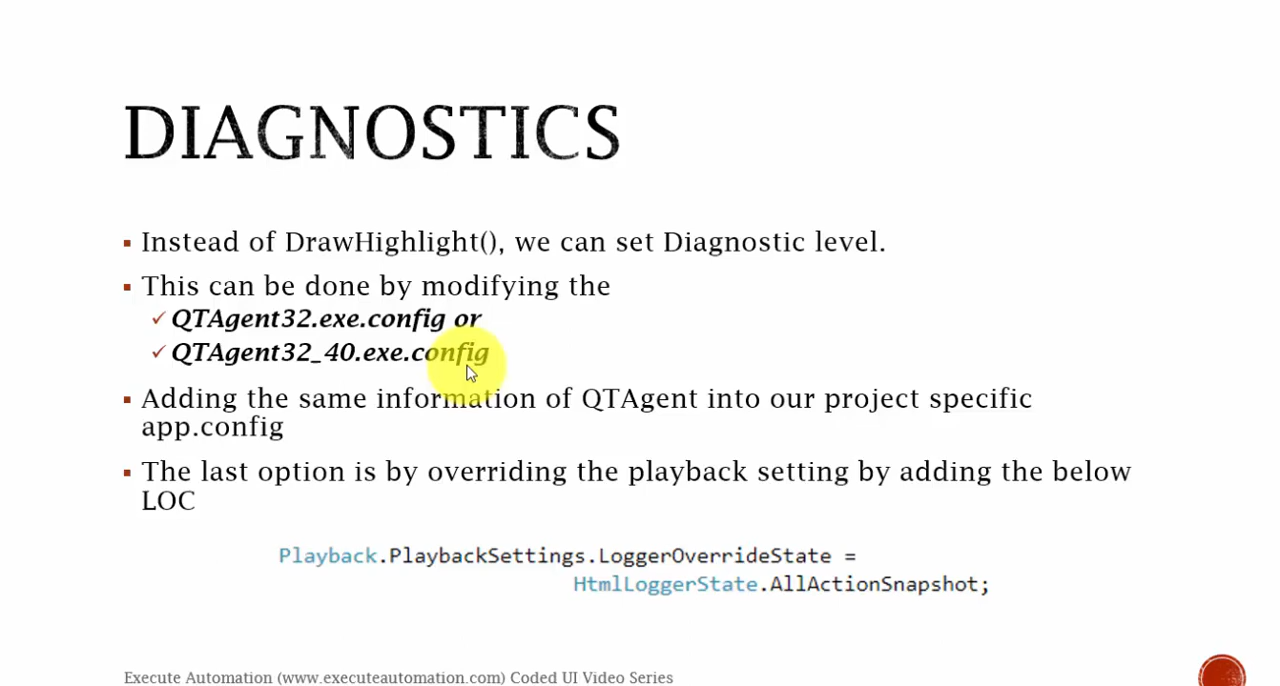 DIAGNOSTICS
Instead of DrawHighlight(), we can set Diagnostic level.
This can be done by modifying the
QTAgent32.exe.config or
QTAgent32_40.exe.config
Adding the same information of QTAgent into our project specific
app.config
The last option is by overriding the playback setting by adding the below
LOC
Playback.PlaybackSettings.LoggerOverrideState =
HtmlLoggerState.AllActionSnapshot;
Execute Automation (www.executeautomation.com) Coded UI Video Series